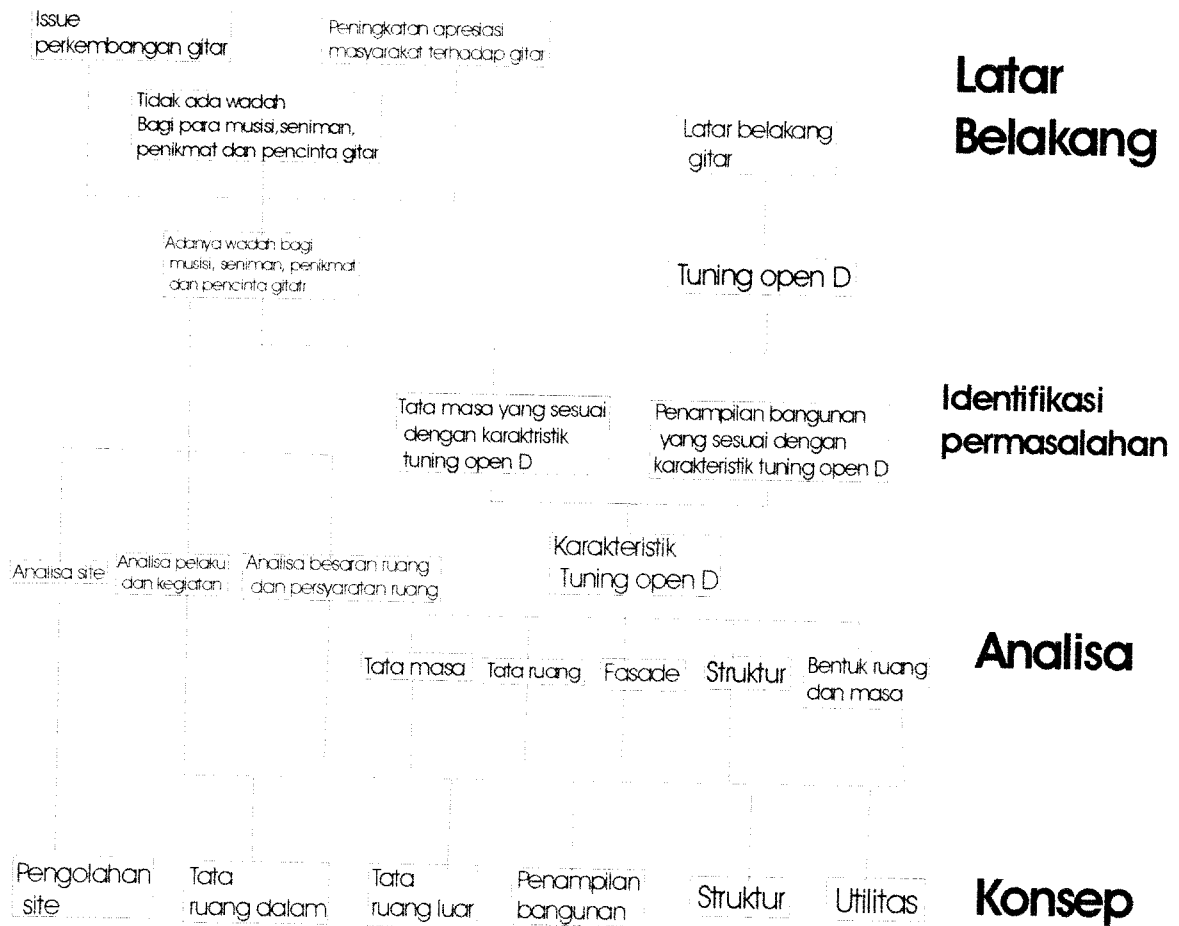 Issue
perkembangan gitar
Peningkatan apresiasi
masyarakat terhadap gitar
Latar
Belakang
Tidak ada wadah
Bagi para musisi,seniman,
penikmat dan pencinta gitar
Latar belakang
gitar
Adanya wadah bagi
musisi, seniman, penikmat
dan pencinta gitatr
Tuning open D
Tata masa yang sesuai
dengan karaktristik
tuning open D
Penampilan bangunan
yang sesuai dengan
karakteristik tuning open D
Identifikasi
permasalahan
Analisa site
Analisa pelaku
dan kegiatan
Analisa besaran ruang
dan persyaratan ruang
Karakteristik
Tuning open D
Tata masa
Tata ruang
Fasade
Struktur
Bentuk ruang
dan masa
Analisa
Pengolahan
site
Tata
ruang dalam
Tata
ruang luar
Penampilan
bangunan
Struktur
Utilitas
Konsep